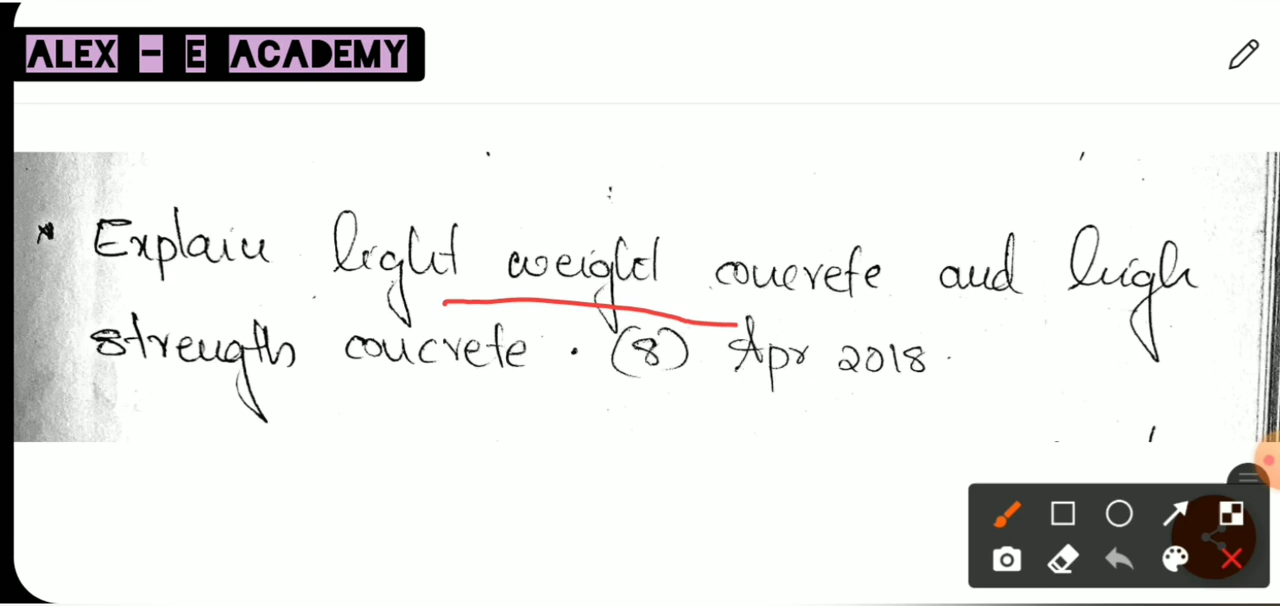 ALEX - E ACADEMY
* Explain light weight concrete and high
strength concrete. (8) Apr 2018.